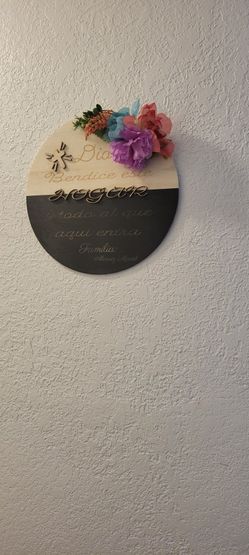 Dios
Bendice este
HOGAR
y todo al que
aqui entra
Familia: